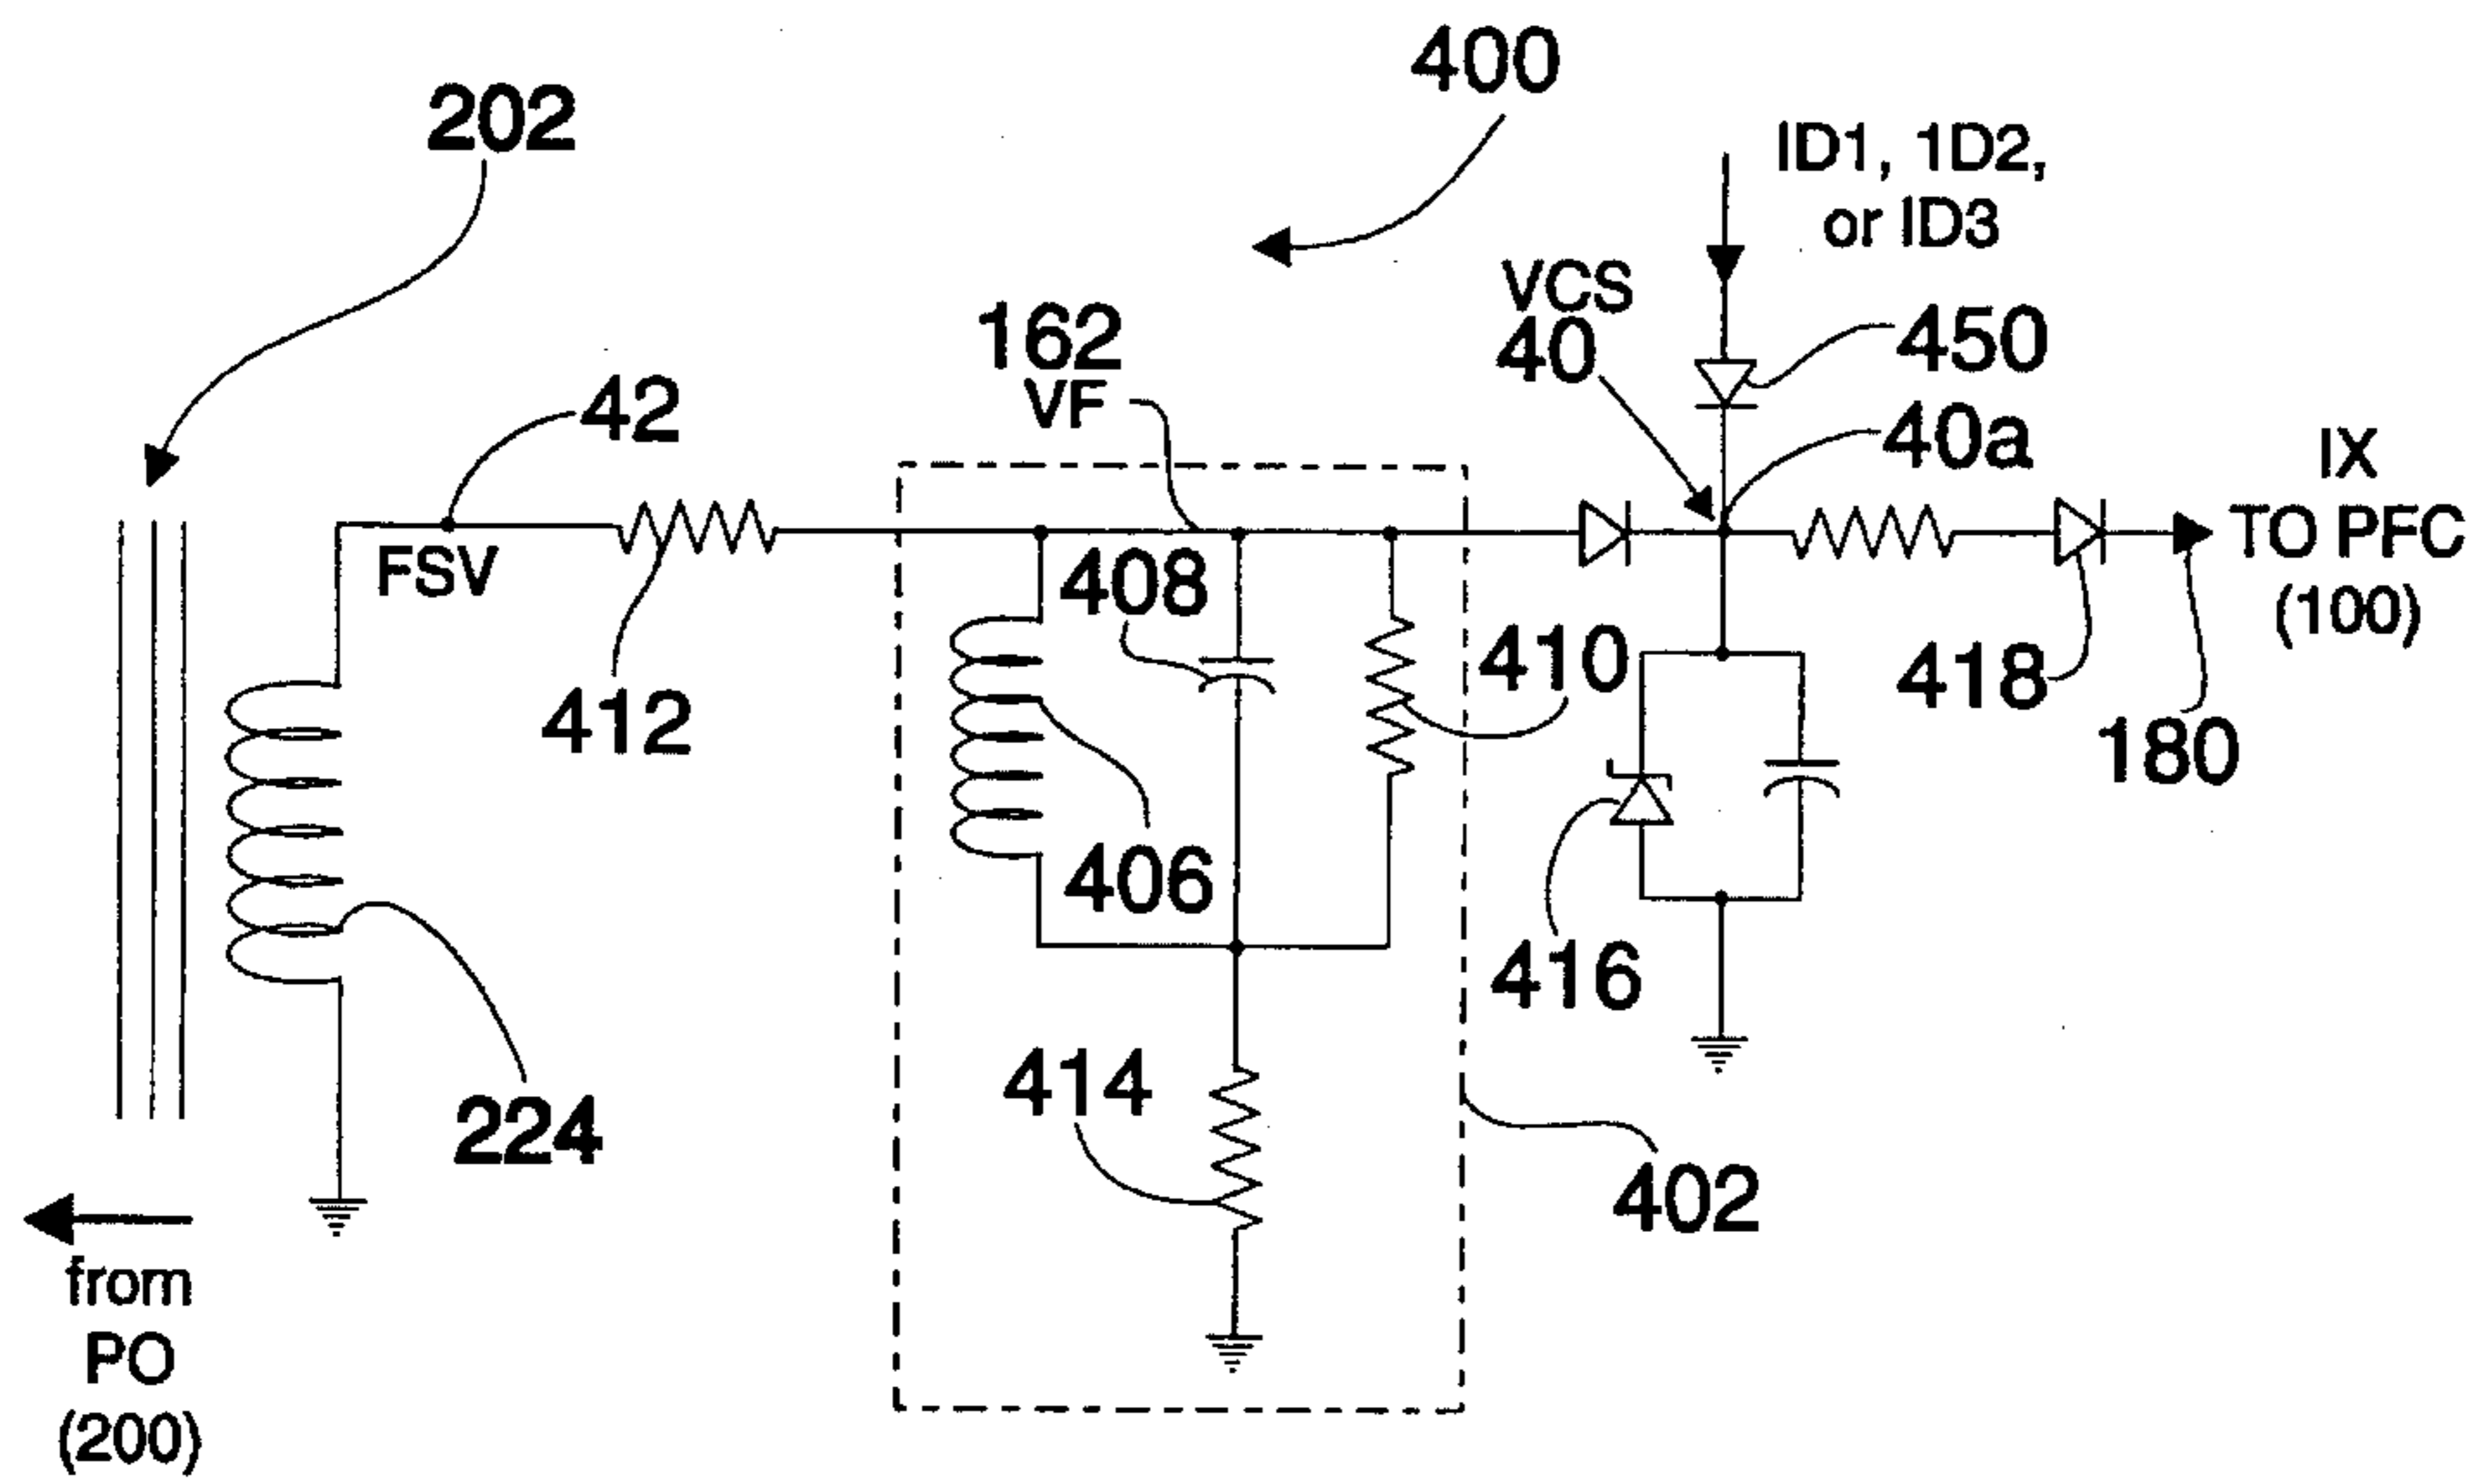 400
202
ID1, 1D2,
or ID3
VCS
40
450
162
VF
42
40a
IX
TO PFC
(100)
FSV
408
410
412
418
180
406
416
414
224
402
from
PO
(200)